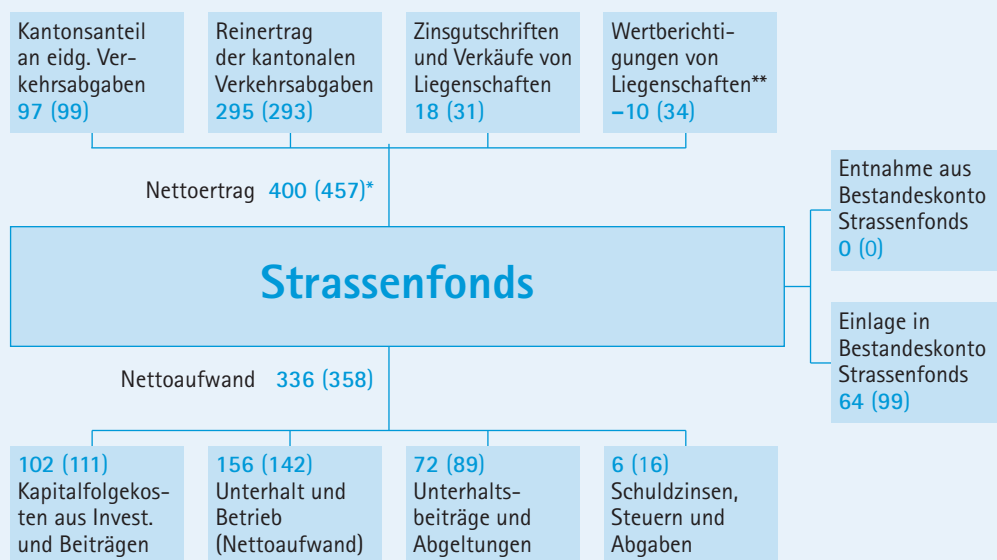 Kantonsanteil
an eidg. Ver-
kehrsabgaben
97 (99)
Reinertrag
der kantonalen
Verkehrsabgaben
295 (293)
Zinsgutschriften
und Verkäufe von
Liegenschaften
18 (31)
Wertberichti-
gungen von
Liegenschaften**
–10 (34)
Nettoertrag 400 (457)*
Strassenfonds
Entnahme aus
Bestandeskonto
Strassenfonds
0 (0)
Einlage in
Bestandeskonto
Strassenfonds
64 (99)
Nettoaufwand 336 (358)
102 (111)
Kapitalfolgekos-
ten aus Invest.
und Beiträgen
156 (142)
Unterhalt und
Betrieb
(Nettoaufwand)
72 (89)
Unterhalts-
beiträge und
Abgeltungen
6 (16)
Schuldzinsen,
Steuern und
Abgaben